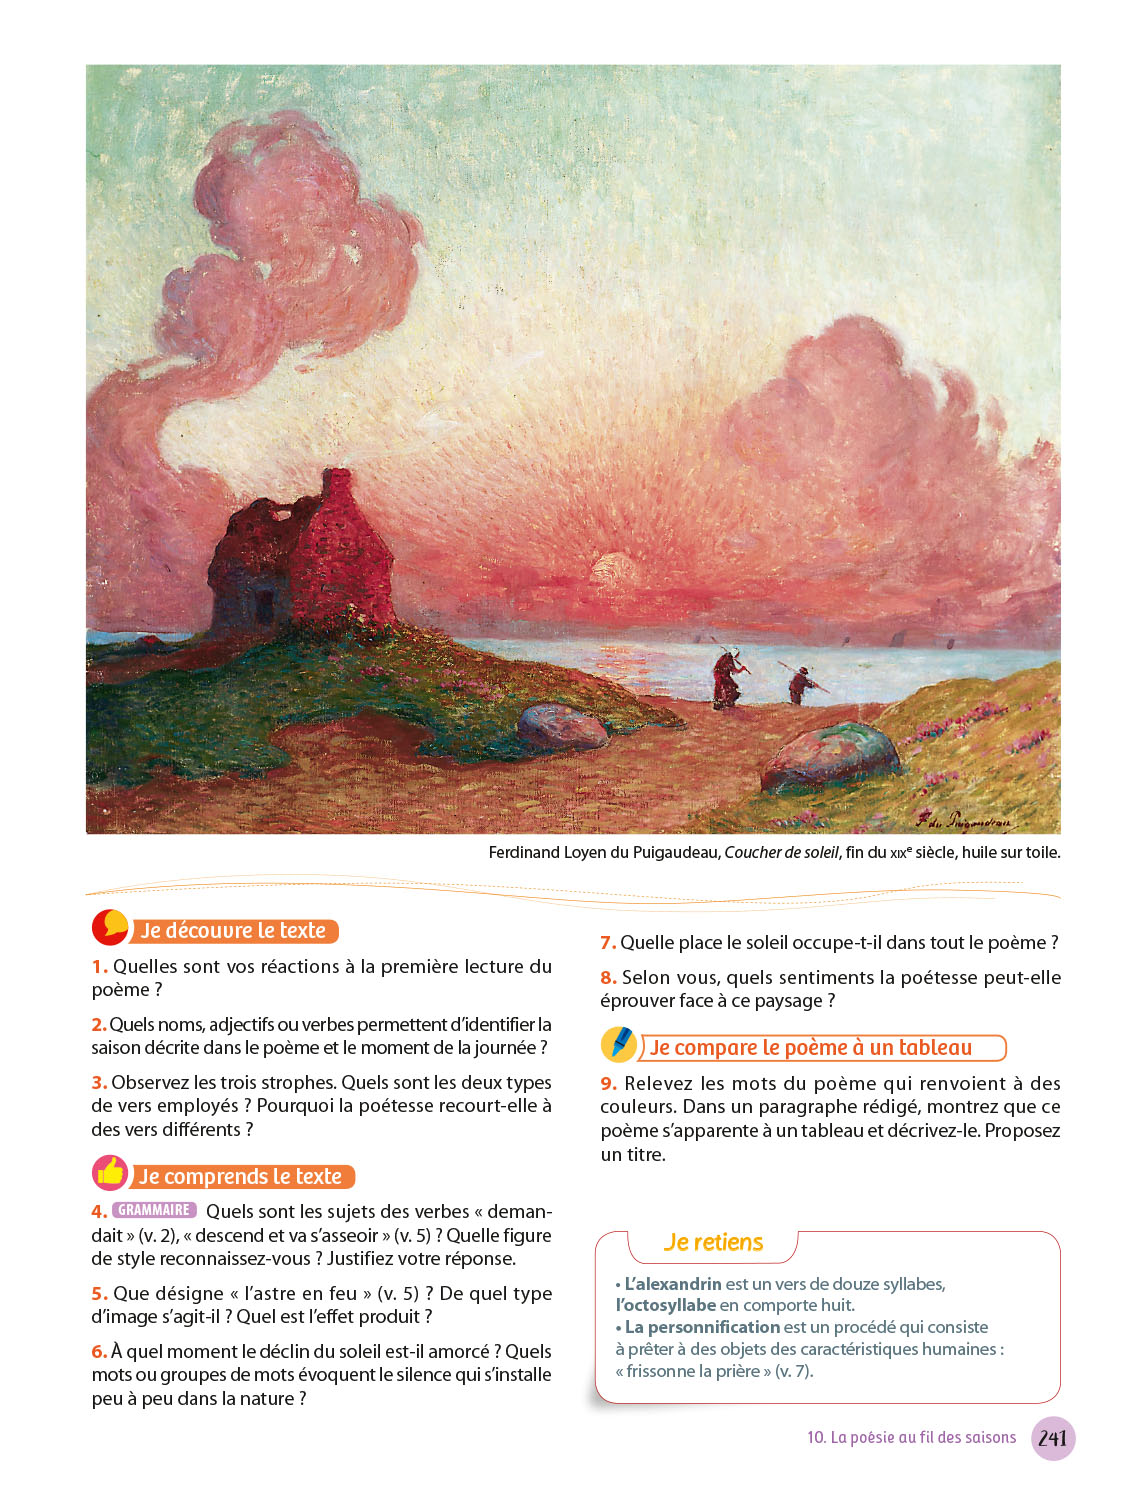 F. du Puigaudeau
Ferdinand Loyen du Puigaudeau, Coucher de soleil, fin du XIXe siècle, huile sur toile.
Je découvre le texte
1. Quelles sont vos réactions à la première lecture du
poème ?
2. Quels noms, adjectifs ou verbes permettent d’identifier la
saison décrite dans le poème et le moment de la journée ?
3. Observez les trois strophes. Quels sont les deux types
de vers employés ? Pourquoi la poétesse recourt-elle à
des vers différents ?
Je comprends le texte
4. GRAMMAIRE Quels sont les sujets des verbes « deman-
dait » (v. 2), « descend et va s’asseoir » (v. 5) ? Quelle figure
de style reconnaissez-vous ? Justifiez votre réponse.
5. Que désigne « l’astre en feu » (v. 5) ? De quel type
d’image s’agit-il ? Quel est l’effet produit ?
6. À quel moment le déclin du soleil est-il amorcé ? Quels
mots ou groupes de mots évoquent le silence qui s’installe
peu à peu dans la nature ?
7. Quelle place le soleil occupe-t-il dans tout le poème ?
8. Selon vous, quels sentiments la poétesse peut-elle
éprouver face à ce paysage ?
Je compare le poème à un tableau
9. Relevez les mots du poème qui renvoient à des
couleurs. Dans un paragraphe rédigé, montrez que ce
poème s’apparente à un tableau et décrivez-le. Proposez
un titre.
Je retiens
• L’alexandrin est un vers de douze syllabes,
l’octosyllabe en comporte huit.
• La personnification est un procédé qui consiste
à prêter à des objets des caractéristiques humaines :
« frissonne la prière » (v. 7).
10. La poésie au fil des saisons 241